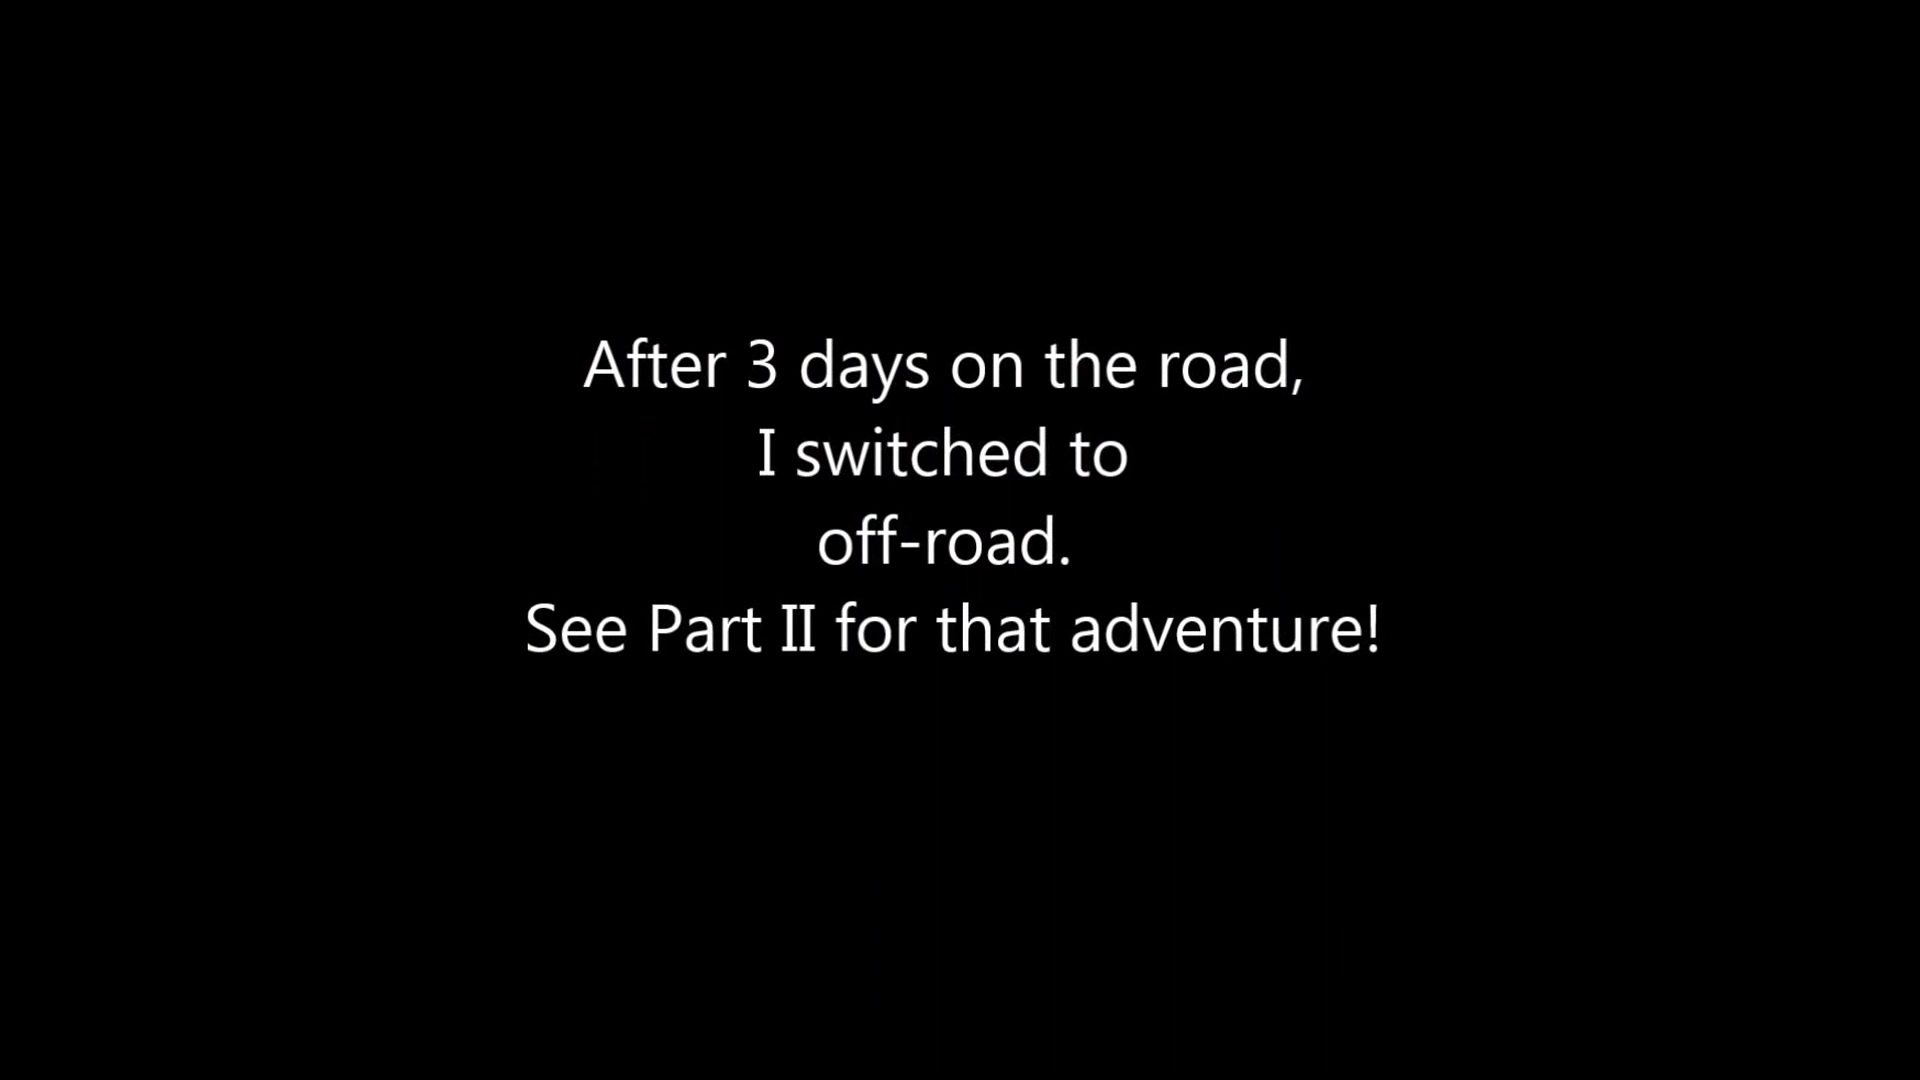 After 3 days on the road,
I switched to
off-road.
See Part II for that adventure!